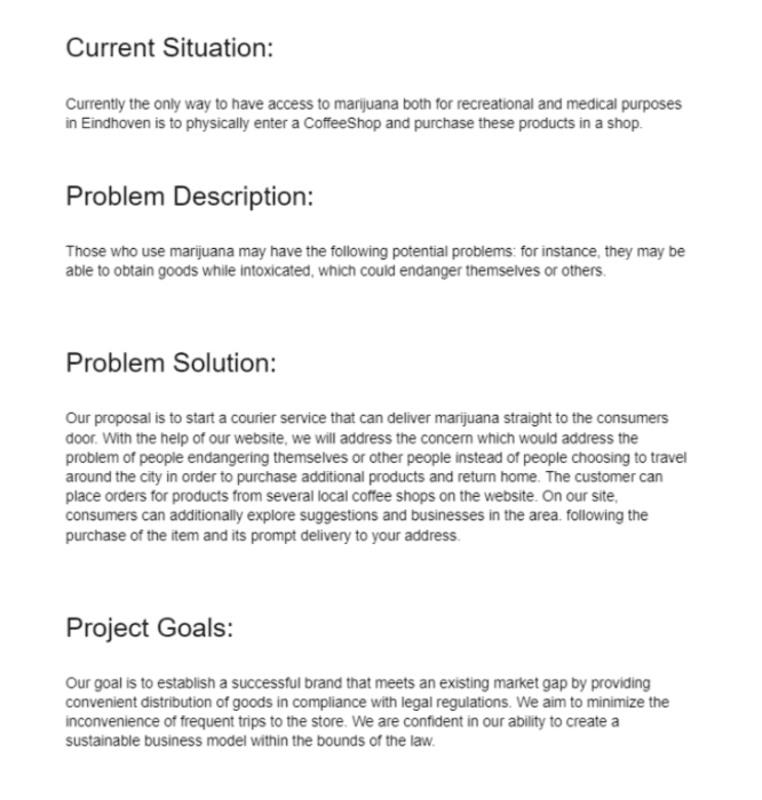 Current Situation:
Currently the only way to have access to marijuana both for recreational and medical purposes
in Eindhoven is to physically enter a CoffeeShop and purchase these products in a shop.
Problem Description:
Those who use marijuana may have the following potential problems: for instance, they may be
able to obtain goods while intoxicated, which could endanger themselves or others.
Problem Solution:
Our proposal is to start a courier service that can deliver marijuana straight to the consumers
door. With the help of our website, we will address the concern which would address the
problem of people endangering themselves or other people instead of people choosing to travel
around the city in order to purchase additional products and return home. The customer can
place orders for products from several local coffee shops on the website. On our site,
consumers can additionally explore suggestions and businesses in the area. following the
purchase of the item and its prompt delivery to your address.
Project Goals:
Our goal is to establish a successful brand that meets an existing market gap by providing
convenient distribution of goods in compliance with legal regulations. We aim to minimize the
inconvenience of frequent trips to the store. We are confident in our ability to create a
sustainable business model within the bounds of the law.